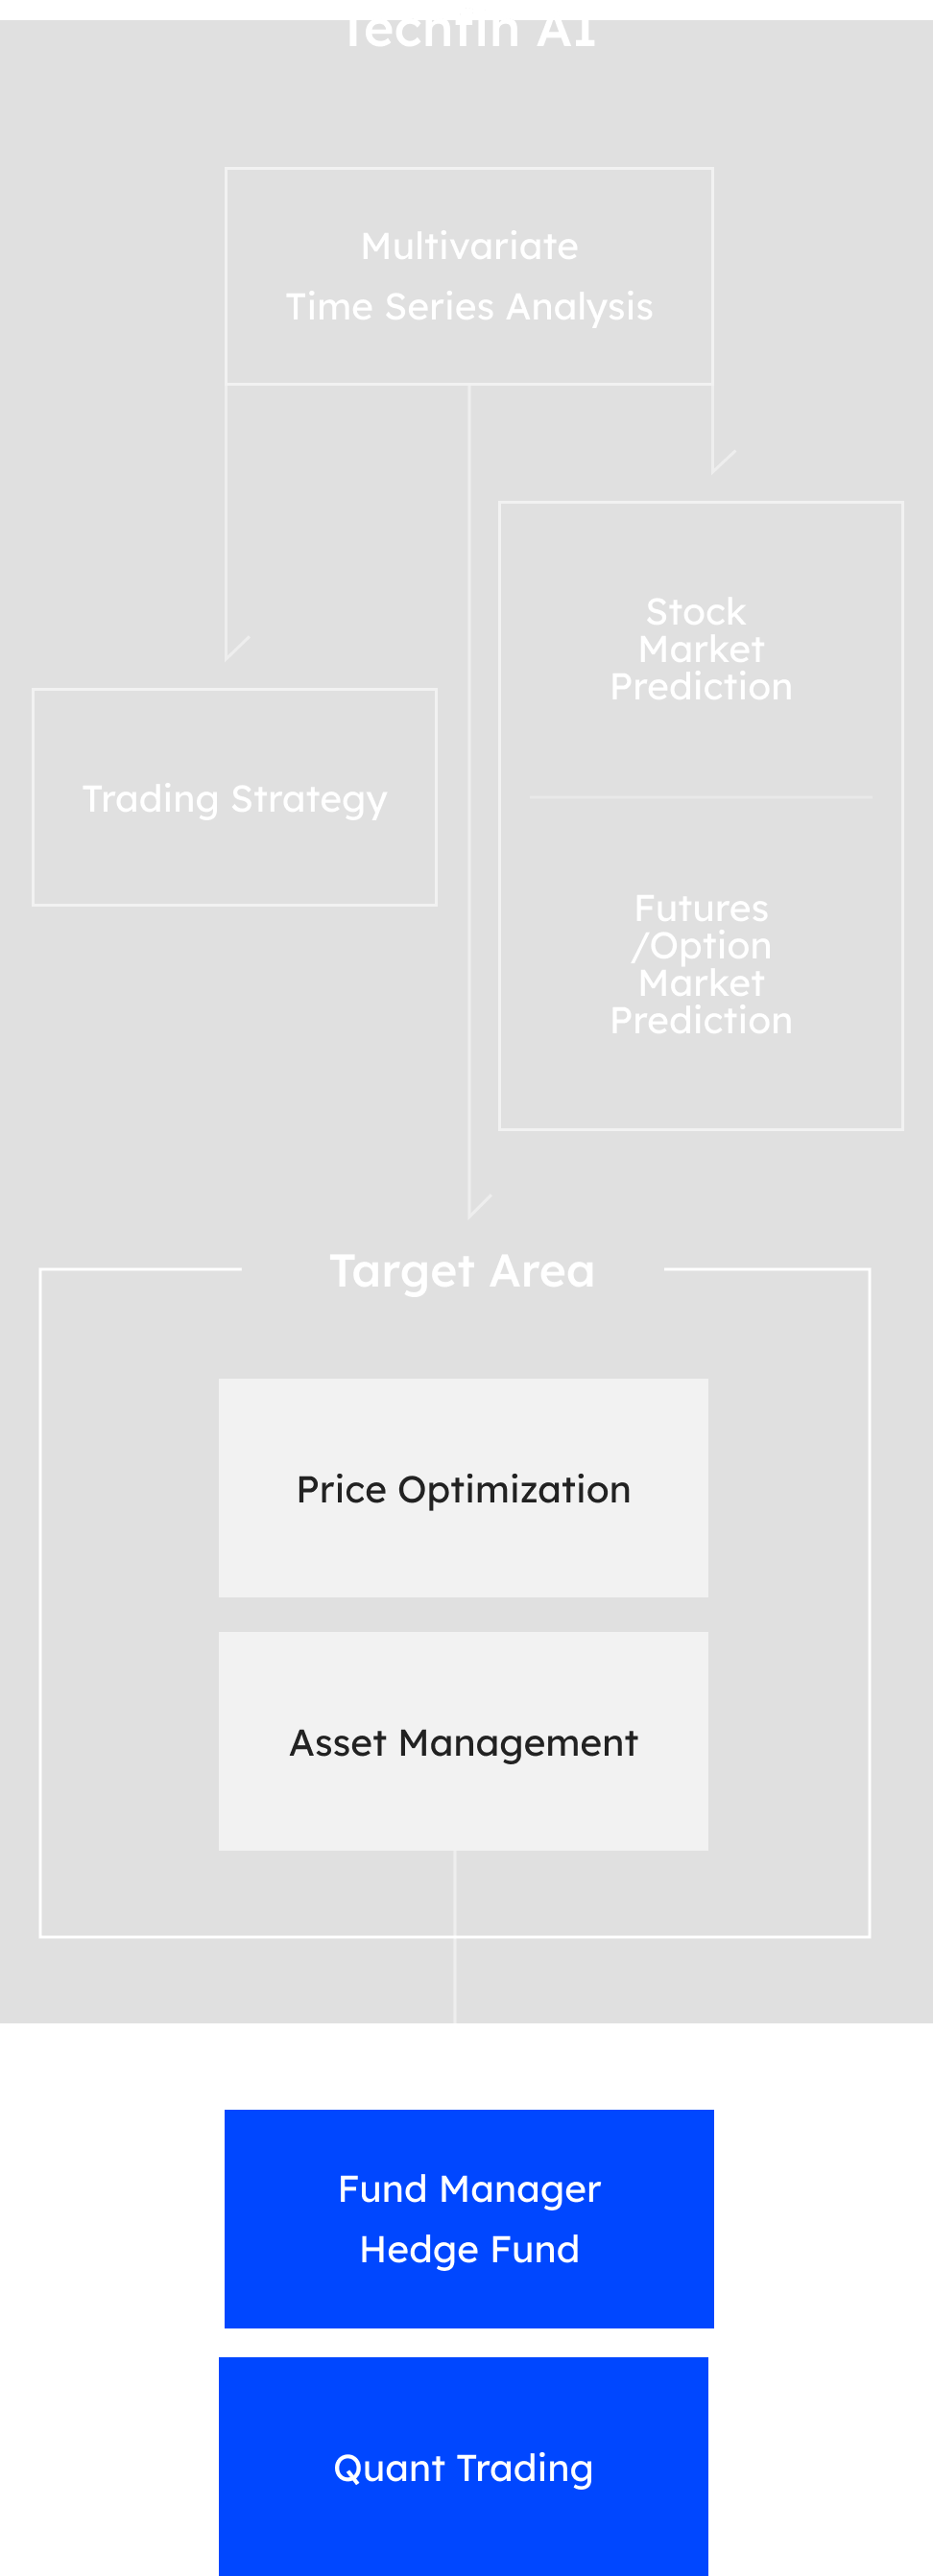 Techfin AI
Multivariate
Time Series Analysis
Stock
Market
Prediction
Trading Strategy
Futures
/Option
Market
Prediction
Target Area
Price Optimization
Asset Management
Fund Manager
Hedge Fund
Quant Trading